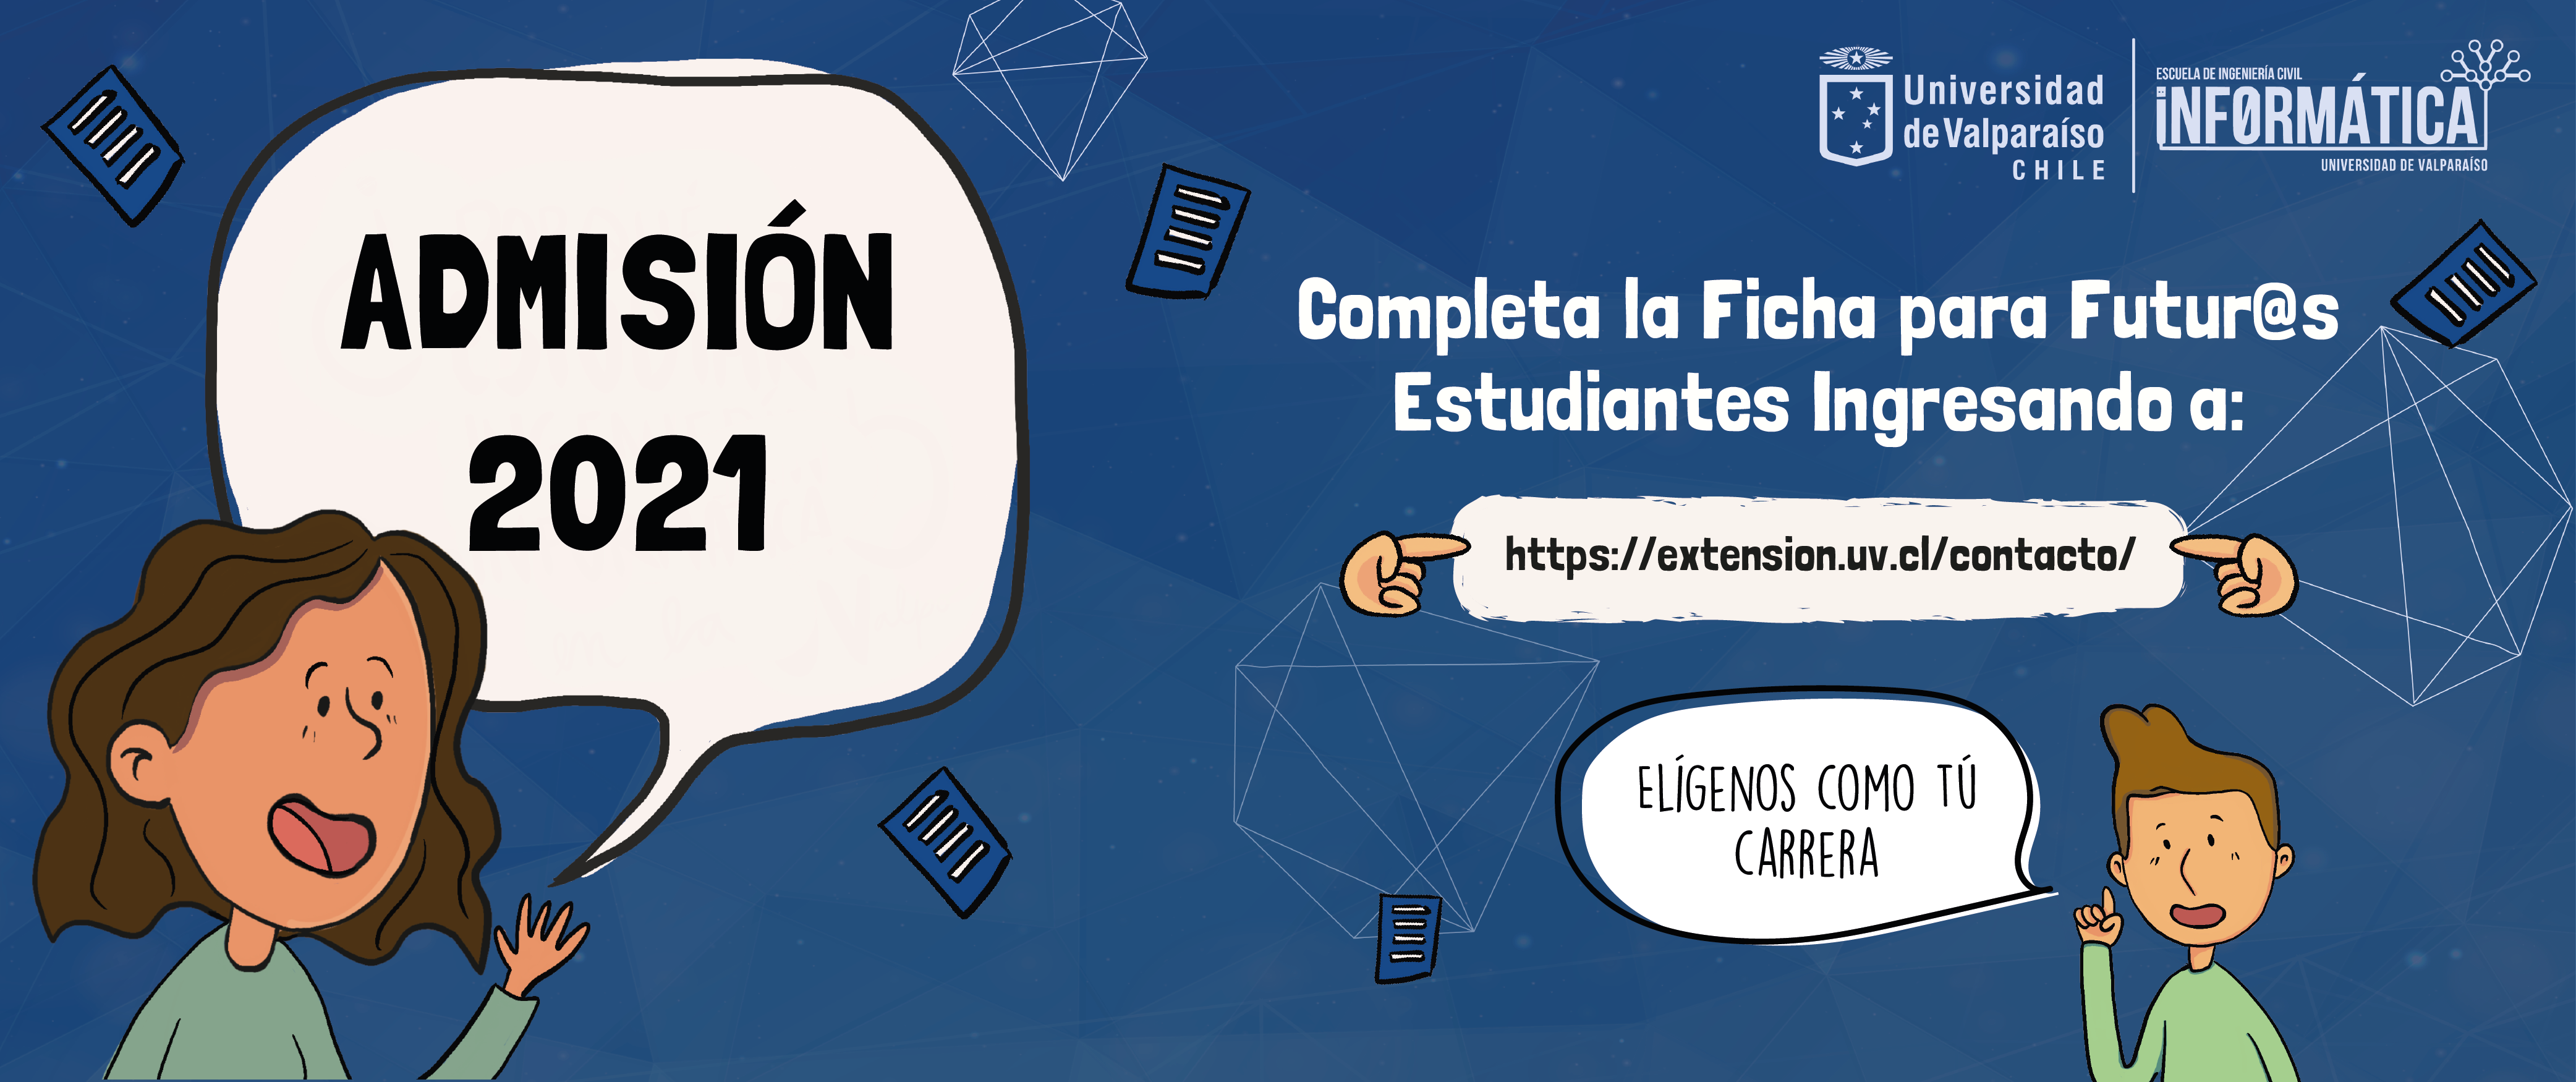 ADMISIÓN
2021
Universidad
de Valparaíso
CHILE
ESCUELA DE INGENIERÍA CIVIL
iNFØRMÁTICA
UNIVERSIDAD DE VALPARAÍSO
Completa la Ficha para Futur@s
Estudiantes Ingresando a:
https://extension.uv.cl/contacto/
ELÍGENOS COMO TÚ
CARRERA